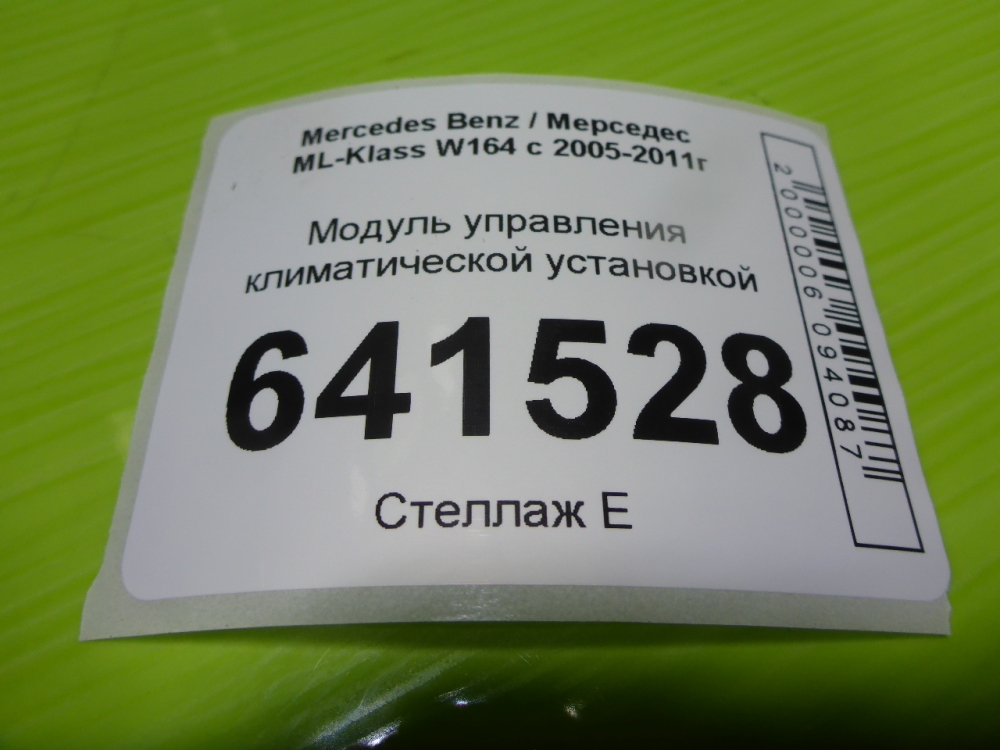 Mercedes Benz / Мерседес
ML-Klass W164 с 2005-2011г
Модуль управления
климатической установкой
641528
Стеллаж Е
2000006094087